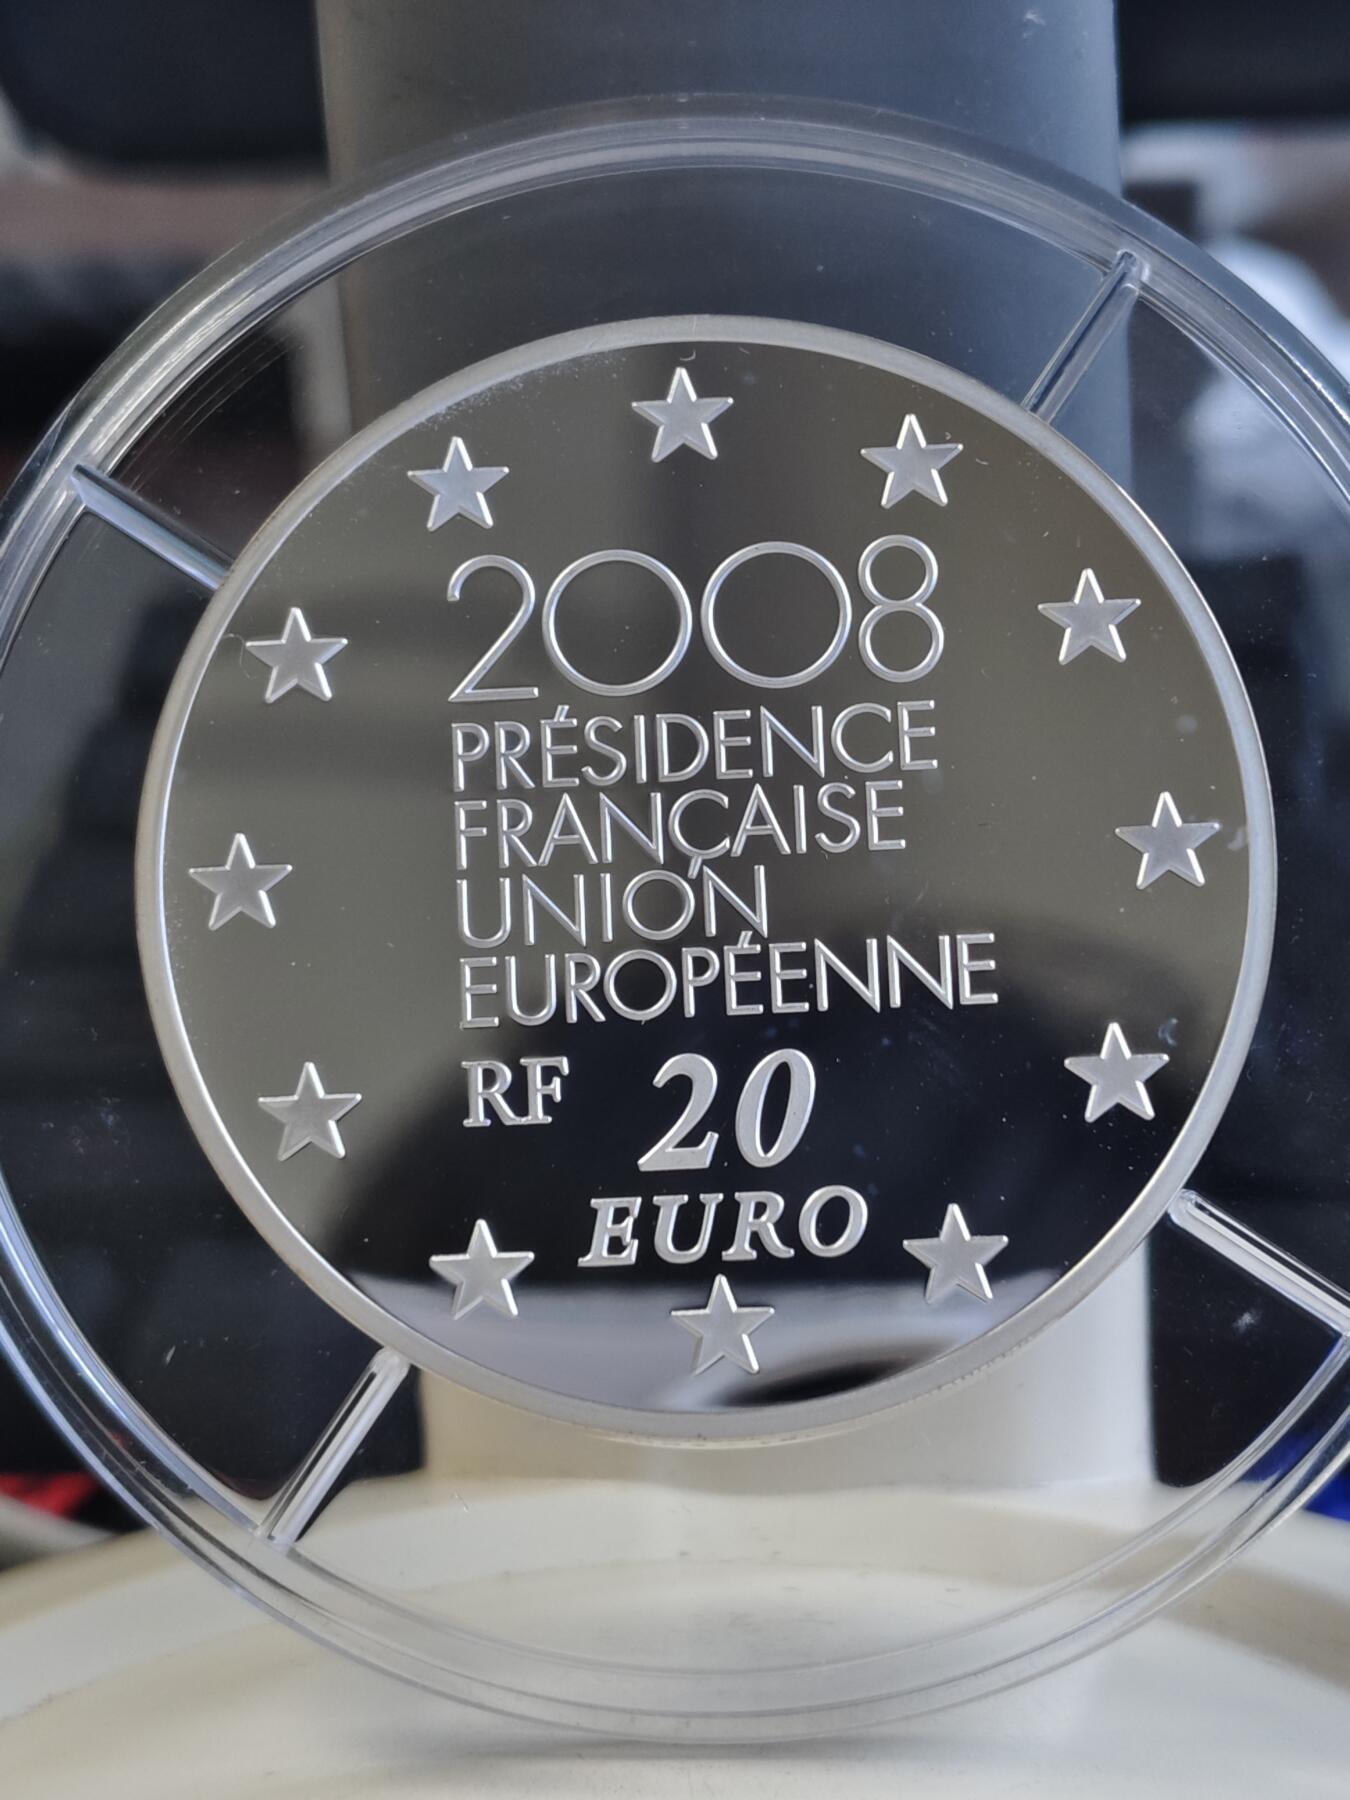 2008
PRÉSIDENCE
FRANÇAISE
UNION
EUROPÉENNE
RF 20
EURO